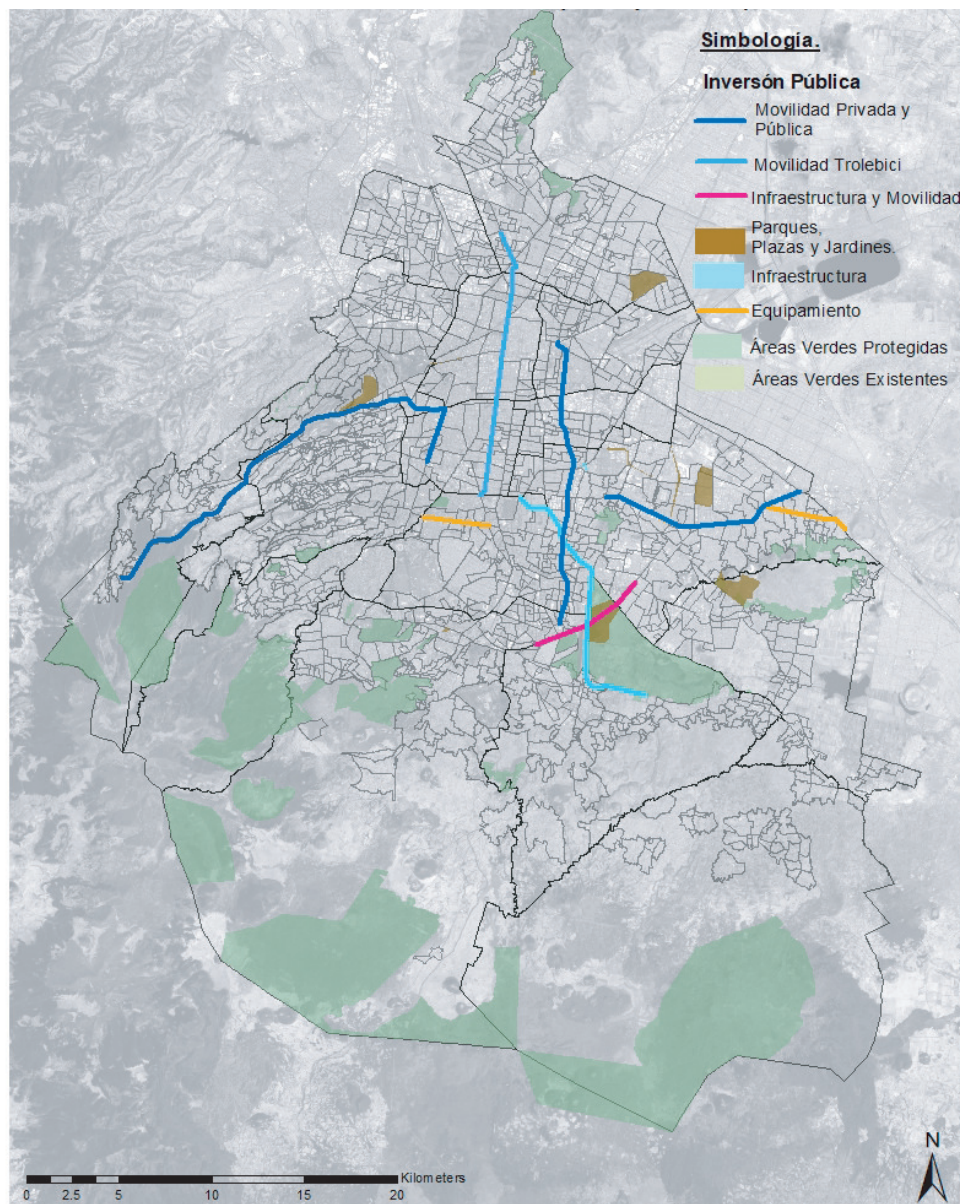 Simbología.
Inversón Pública
Movilidad Privada y
Pública
Movilidad Trolebici
Infraestructura y Movilidad
Parques,
Plazas y Jardines.
Infraestructura
Equipamiento
Áreas Verdes Protegidas
Áreas Verdes Existentes
N
Kilometers
0 2.5 5 10 15 20